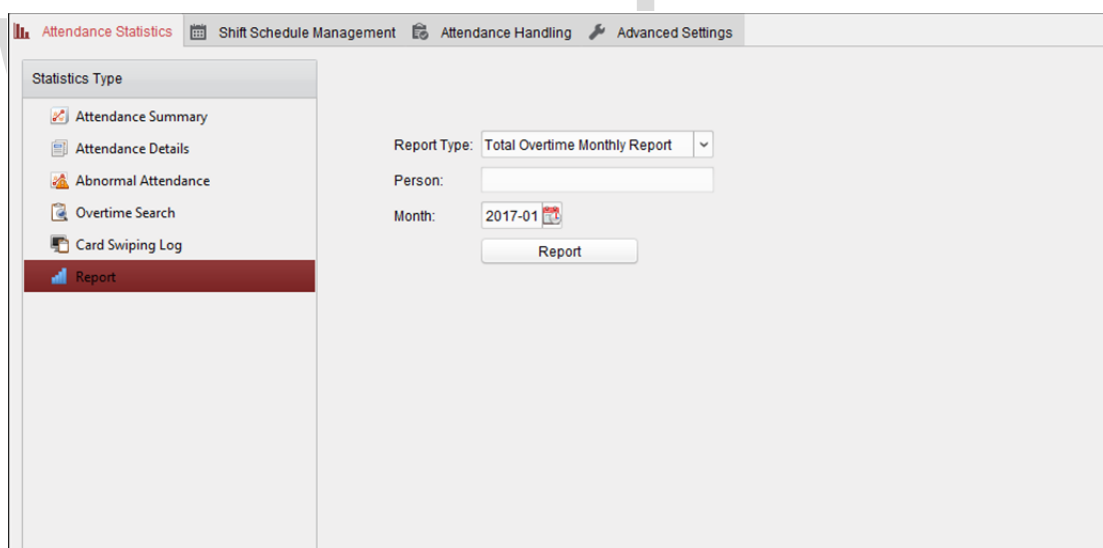 Attendance Statistics Shift Schedule Management Attendance Handling Advanced Settings
Statistics Type
Attendance Summary
Attendance Details
Abnormal Attendance
Overtime Search
Card Swiping Log
Report
Report Type: Total Overtime Monthly Report
Person:
Month: 2017-01
Report